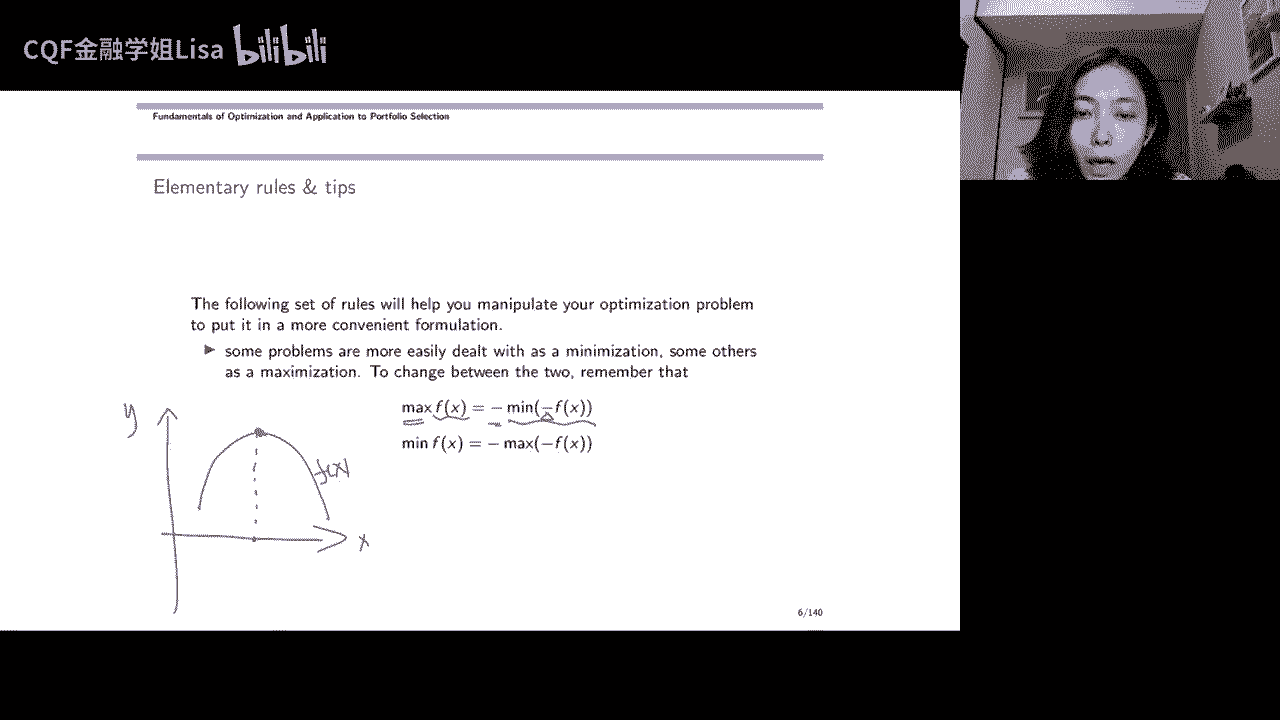 CQF金融学姐Lisa bilibili
Fundamentals of Optimization and Application to Portfolio Selection
Elementary rules & tips
The following set of rules will help you manipulate your optimization problem
to put it in a more convenient formulation.
▶ some problems are more easily dealt with as a minimization, some others
as a maximization. To change between the two, remember that
max f(x) = − min(−f(x))
min f(x) = − max(−f(x))
y
f(x)
x
6/140